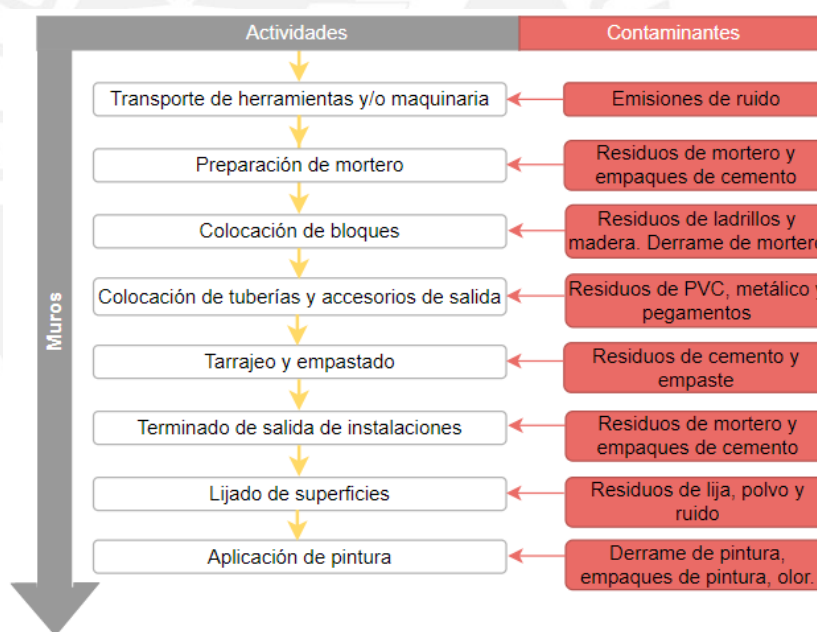 Actividades
Contaminantes
Muros
Transporte de herramientas y/o maquinaria
Emisiones de ruido
Preparación de mortero
Residuos de mortero y
empaques de cemento
Colocación de bloques
Residuos de ladrillos y
madera. Derrame de mortero
Colocación de tuberías y accesorios de salida
Residuos de PVC, metálico y
pegamentos
Tarrajeo y empastado
Residuos de cemento y
empaste
Terminado de salida de instalaciones
Residuos de mortero y
empaques de cemento
Lijado de superficies
Residuos de lija, polvo y
ruido
Aplicación de pintura
Derrame de pintura,
empaques de pintura, olor.